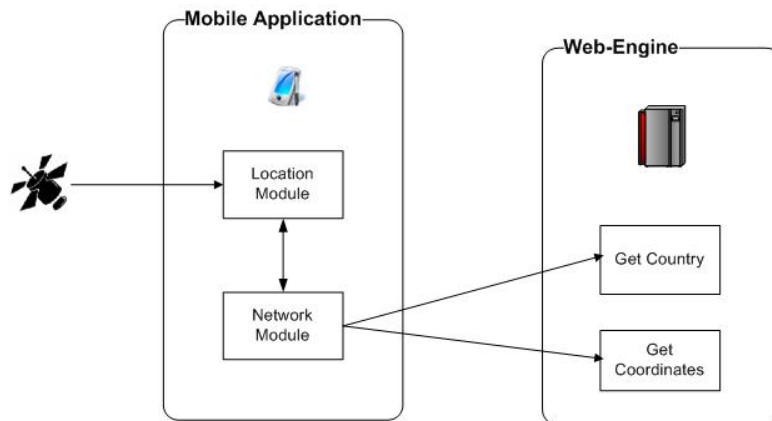 Mobile Application
Web-Engine
Location
Module
Get Country
Network
Module
Get
Coordinates